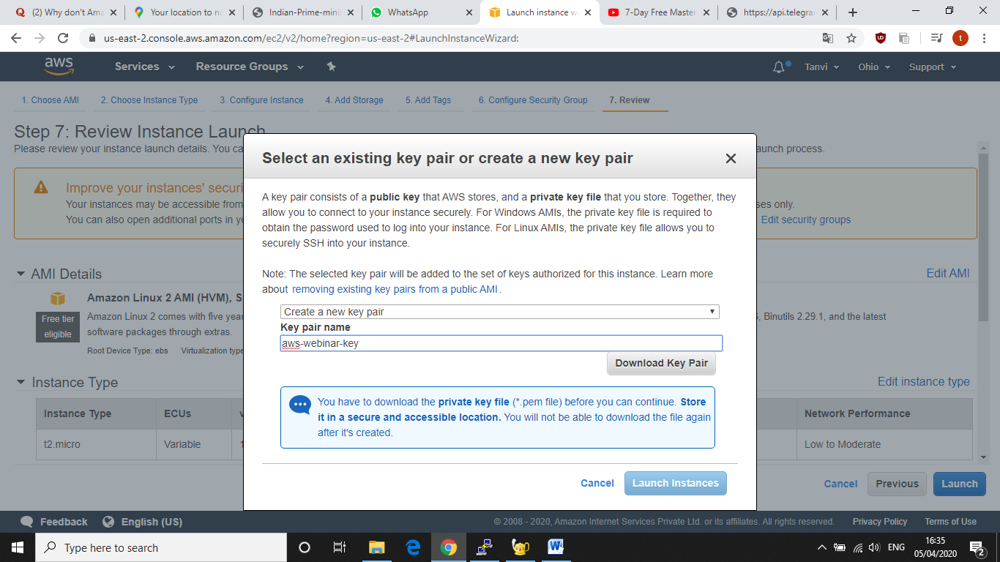 (2) Why don't Ama
Your location to no
Indian-Prime-mini
WhatsApp
Launch instance w
7-Day Free Master
https://api.telegra
us-east-2.console.aws.amazon.com/ec2/v2/home?region=us-east-2#LaunchInstanceWizard:
t
aws
Services
Resource Groups
Tanvi
Ohio
Support
1. Choose AMI
2. Choose Instance Type
3. Configure Instance
4. Add Storage
5. Add Tags
6. Configure Security Group
7. Review
Step 7: Review Instance Launch
Please review your instance launch details. You ca
aunch process.
Improve your instances' securi
Your instances may be accessible from
ses only.
You can also open additional ports in yo
Edit security groups
Select an existing key pair or create a new key pair
A key pair consists of a public key that AWS stores, and a private key file that you store. Together, they
allow you to connect to your instance securely. For Windows AMIs, the private key file is required to
obtain the password used to log into your instance. For Linux AMIs, the private key file allows you to
securely SSH into your instance.
Note: The selected key pair will be added to the set of keys authorized for this instance. Learn more
about removing existing key pairs from a public AMI.
Create a new key pair
Key pair name
aws-webinar-key
Download Key Pair
You have to download the private key file (*.pem file) before you can continue. Store
it in a secure and accessible location. You will not be able to download the file again
after it's created.
Cancel
Launch Instances
AMI Details
Edit AMI
Amazon Linux 2 AMI (HVM), S
Free tier
eligible
Amazon Linux 2 comes with five year
, Binutils 2.29.1, and the latest
software packages through extras.
Root Device Type: ebs
Virtualization type
Instance Type
Edit instance type
Instance Type
ECUs
v
Network Performance
t2.micro
Variable
1
Low to Moderate
Cancel
Previous
Launch
Feedback
English (US)
© 2008 - 2020, Amazon Internet Services Private Ltd. or its affiliates. All rights reserved.
Privacy Policy
Terms of Use
Type here to search
ENG
16:35
05/04/2020
2